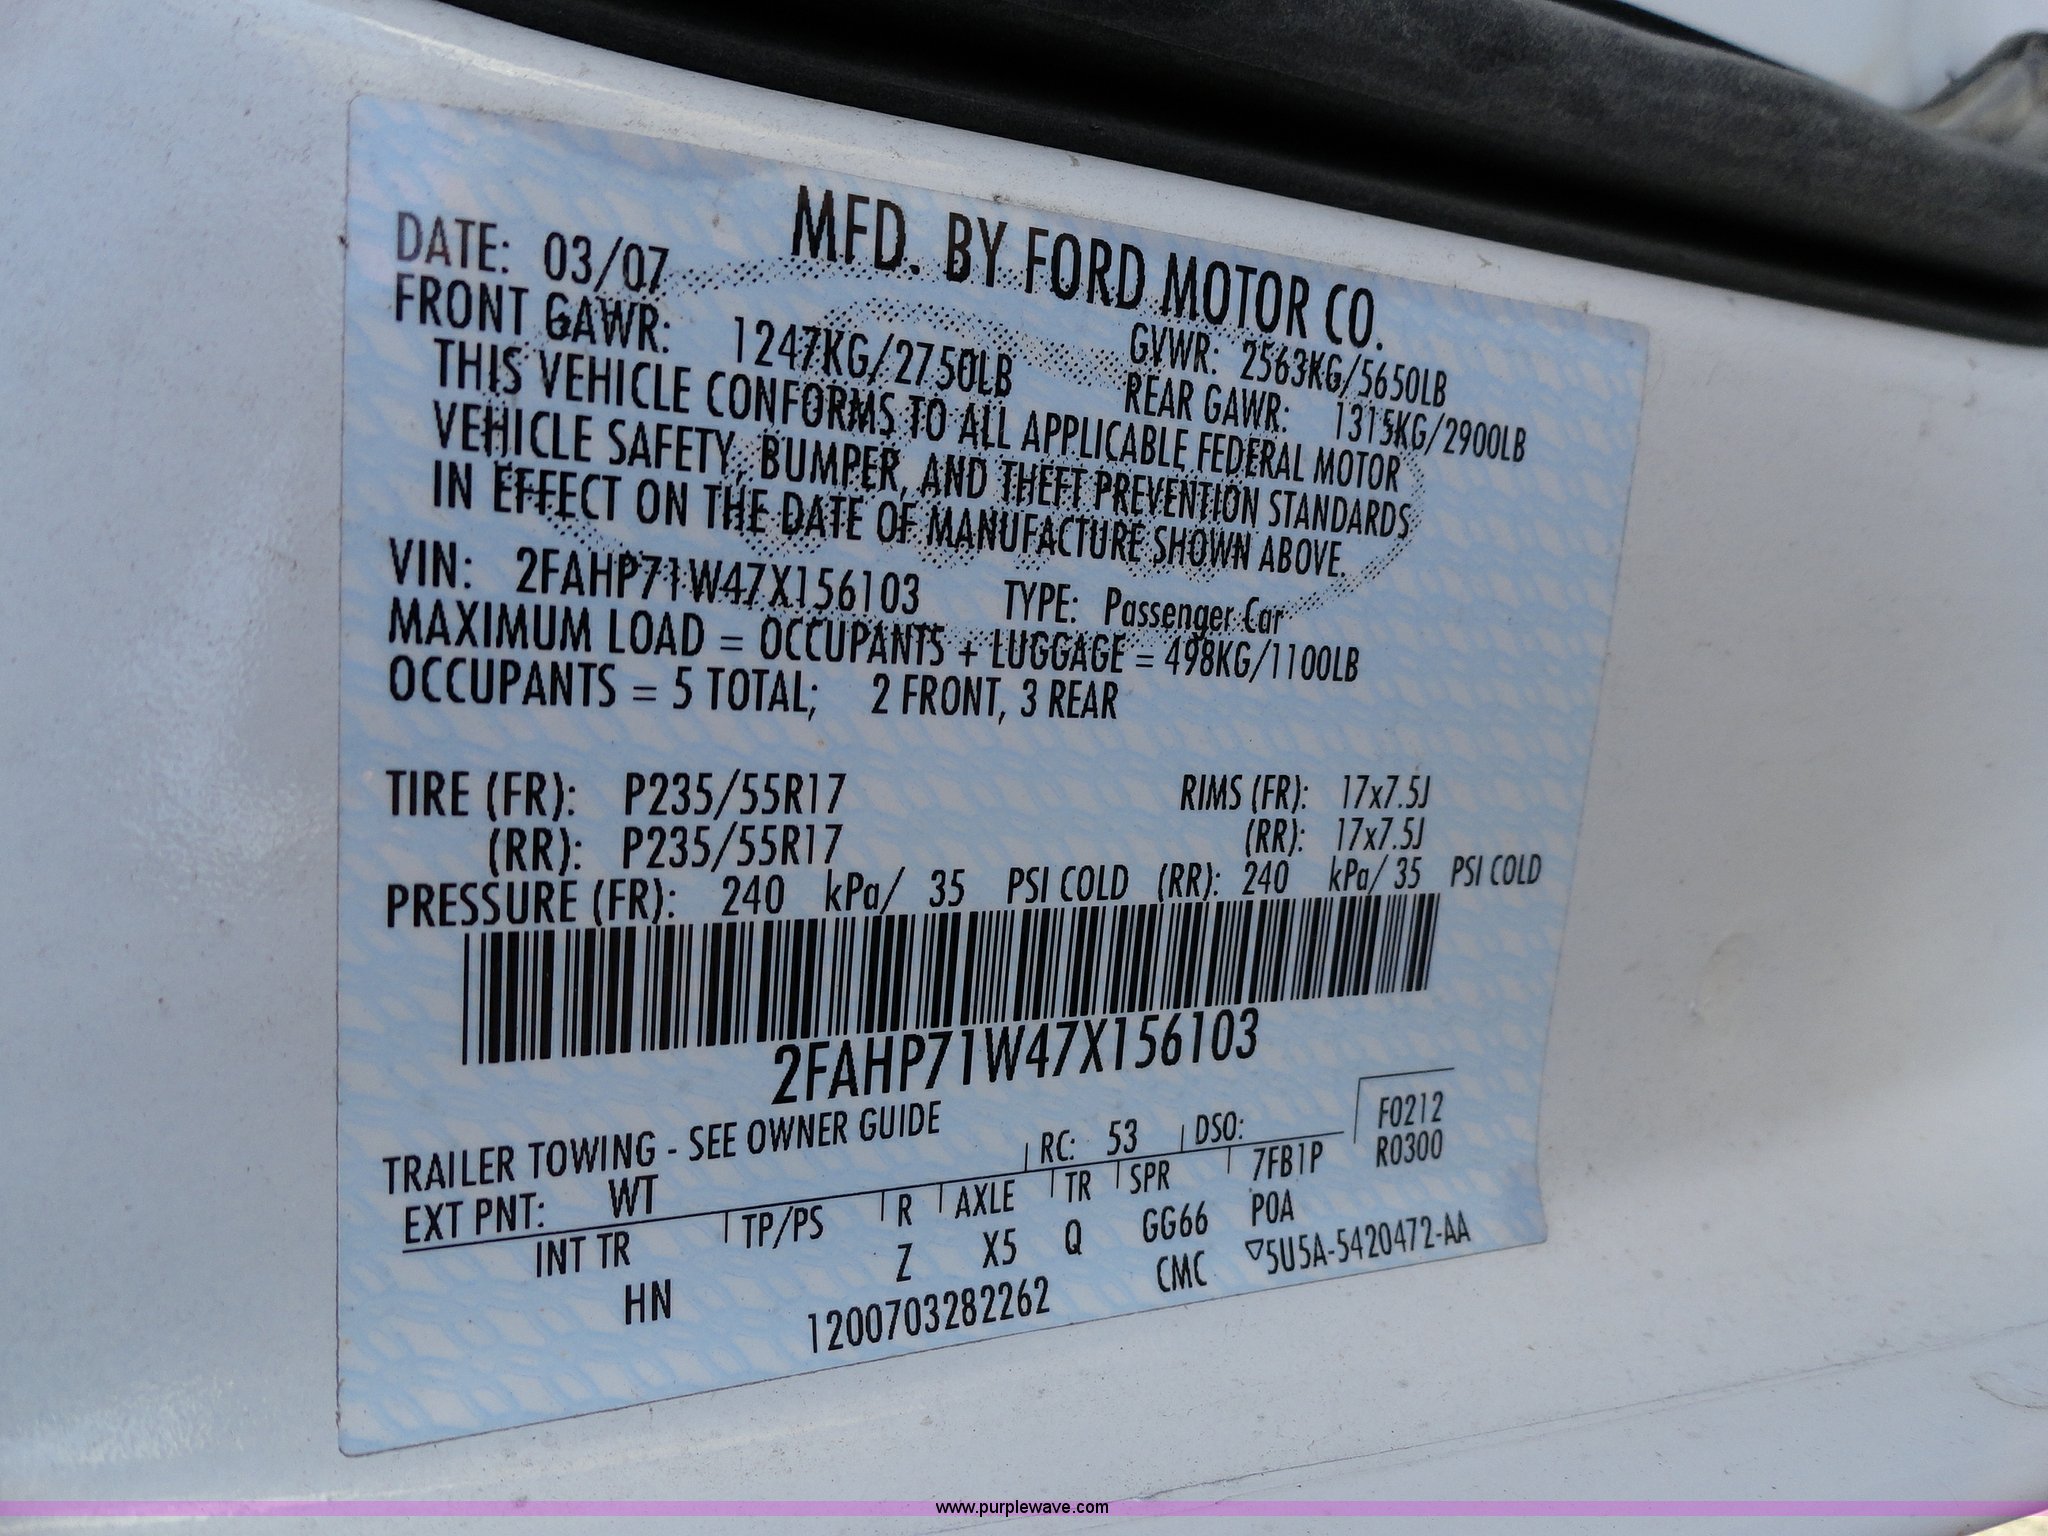 MFD. BY FORD MOTOR CO.
DATE: 03/07 GVWR: 2563KG/5650LB
FRONT GAWR: 1247KG/2750LB REAR GAWR: 1315KG/2900LB
THIS VEHICLE CONFORMS TO ALL APPLICABLE FEDERAL MOTOR
VEHICLE SAFETY, BUMPER, AND THEFT PREVENTION STANDARDS
IN EFFECT ON THE DATE OF MANUFACTURE SHOWN ABOVE.
VIN: 2FAHP71W47X156103 TYPE: Passenger Car
MAXIMUM LOAD = OCCUPANTS + LUGGAGE = 498KG/1100LB
OCCUPANTS = 5 TOTAL; 2 FRONT, 3 REAR
TIRE (FR): P235/55R17 RIMS (FR): 17x7.5J
(RR): P235/55R17 (RR): 17x7.5J
PRESSURE (FR): 240 kPa/ 35 PSI COLD (RR): 240 kPa/ 35 PSI COLD
2FAHP71W47X156103
TRAILER TOWING - SEE OWNER GUIDE
EXT PNT: WT RC: 53 DSO: F0212
R0300
INT TR TP/PS R AXLE TR SPR 7FB1P
HN Z X5 Q GG66 POA
1200703282262 CMC ▽5U5A-5420472-AA
www.purplewave.com